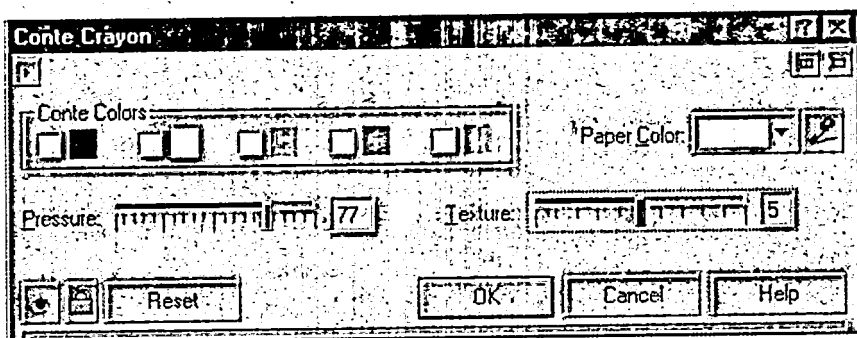 Conte Crayon
Conte Colors
Paper Color:
Pressure: 77 Texture: 5
Reset OK Cancel Help